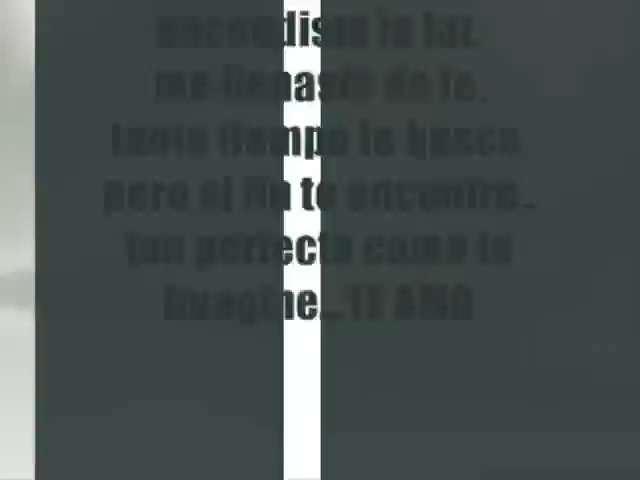 encendiste la luz
me llenaste de fe
tanto tiempo te busca
pero al fin te encontre..
tan perfecta como te
imagine.. TE AMO